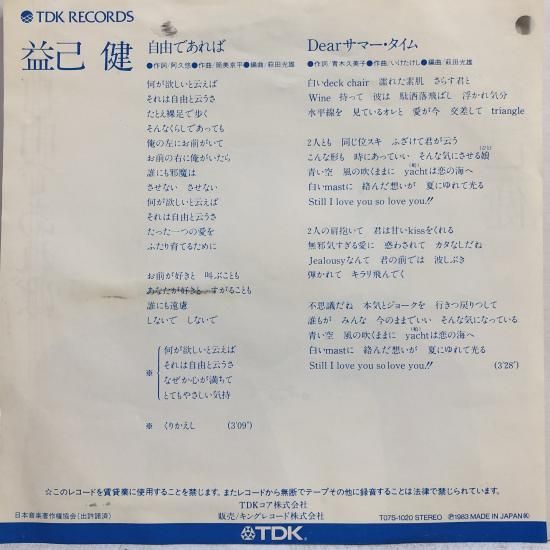 TDK RECORDS
益己 健
自由であれば
●作詞/阿久悠 ●作曲/筒美京平 ●編曲/萩田光雄
何が欲しいと云えば
それは自由と云うさ
たとえ裸足で歩く
そんなくらしであっても
俺の左にお前がいて
お前の右に俺がいたら
誰にも邪魔は
させない させない
何が欲しいと云えば
それは自由と云うさ
たった一つの愛を
ふたり育てるために
お前が好きと 叫ぶことも
あなたが好きと すがることも
誰にも遠慮
しないで しないで
※
何が欲しいと云えば
それは自由と云うさ
なぜか心が満ちて
とてもやさしい気持
※ くりかえし (3'09")
Dearサマー・タイム
●作詞/青木久美子 ●作曲/いけたけし ●編曲/萩田光雄
白いdeck chair 濡れた素肌 さらす君と
Wine 持って 彼は 駄洒落飛ばし 浮かれ気分
水平線を 見ているオレと 愛が今 交差して triangle
2人とも 同じ位スキ ふざけて君が云う
こんな形も 時にあっていい そんな気にさせる娘(ひと)
青い空 風の吹くままに yacht(船)は恋の海へ
白いmastに 絡んだ想いが 夏にゆれて光る
Still I love you so love you!!
2人の肩抱いて 君は甘いkissをくれる
無邪気すぎる愛に 惑わされて カタなしだね
Jealousyなんて 君の前では 波しぶき
弾かれて キラリ飛んでく
不思議だね 本気とジョークを 行きつ戻りつして
誰もが みんな 今のままでいい そんな気になっている
青い空 風の吹くままに yacht(船)は恋の海へ
白いmastに 絡んだ想いが 夏にゆれて光る
Still I love you so love you!! (3'28")
☆このレコードを賃貸業に使用することを禁じます。またレコードから無断でテープその他に録音することは法律で禁じられています。
日本音楽著作権協会(出許諾済)
TDKコア株式会社
販売/キングレコード株式会社
T07S-1020 STEREO Ⓟ1983 MADE IN JAPAN Ⓚ
TDK